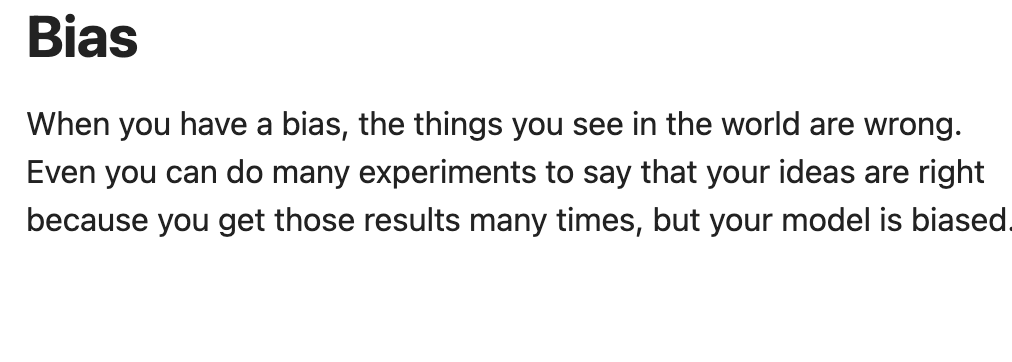 Bias
When you have a bias, the things you see in the world are wrong.
Even you can do many experiments to say that your ideas are right
because you get those results many times, but your model is biased.